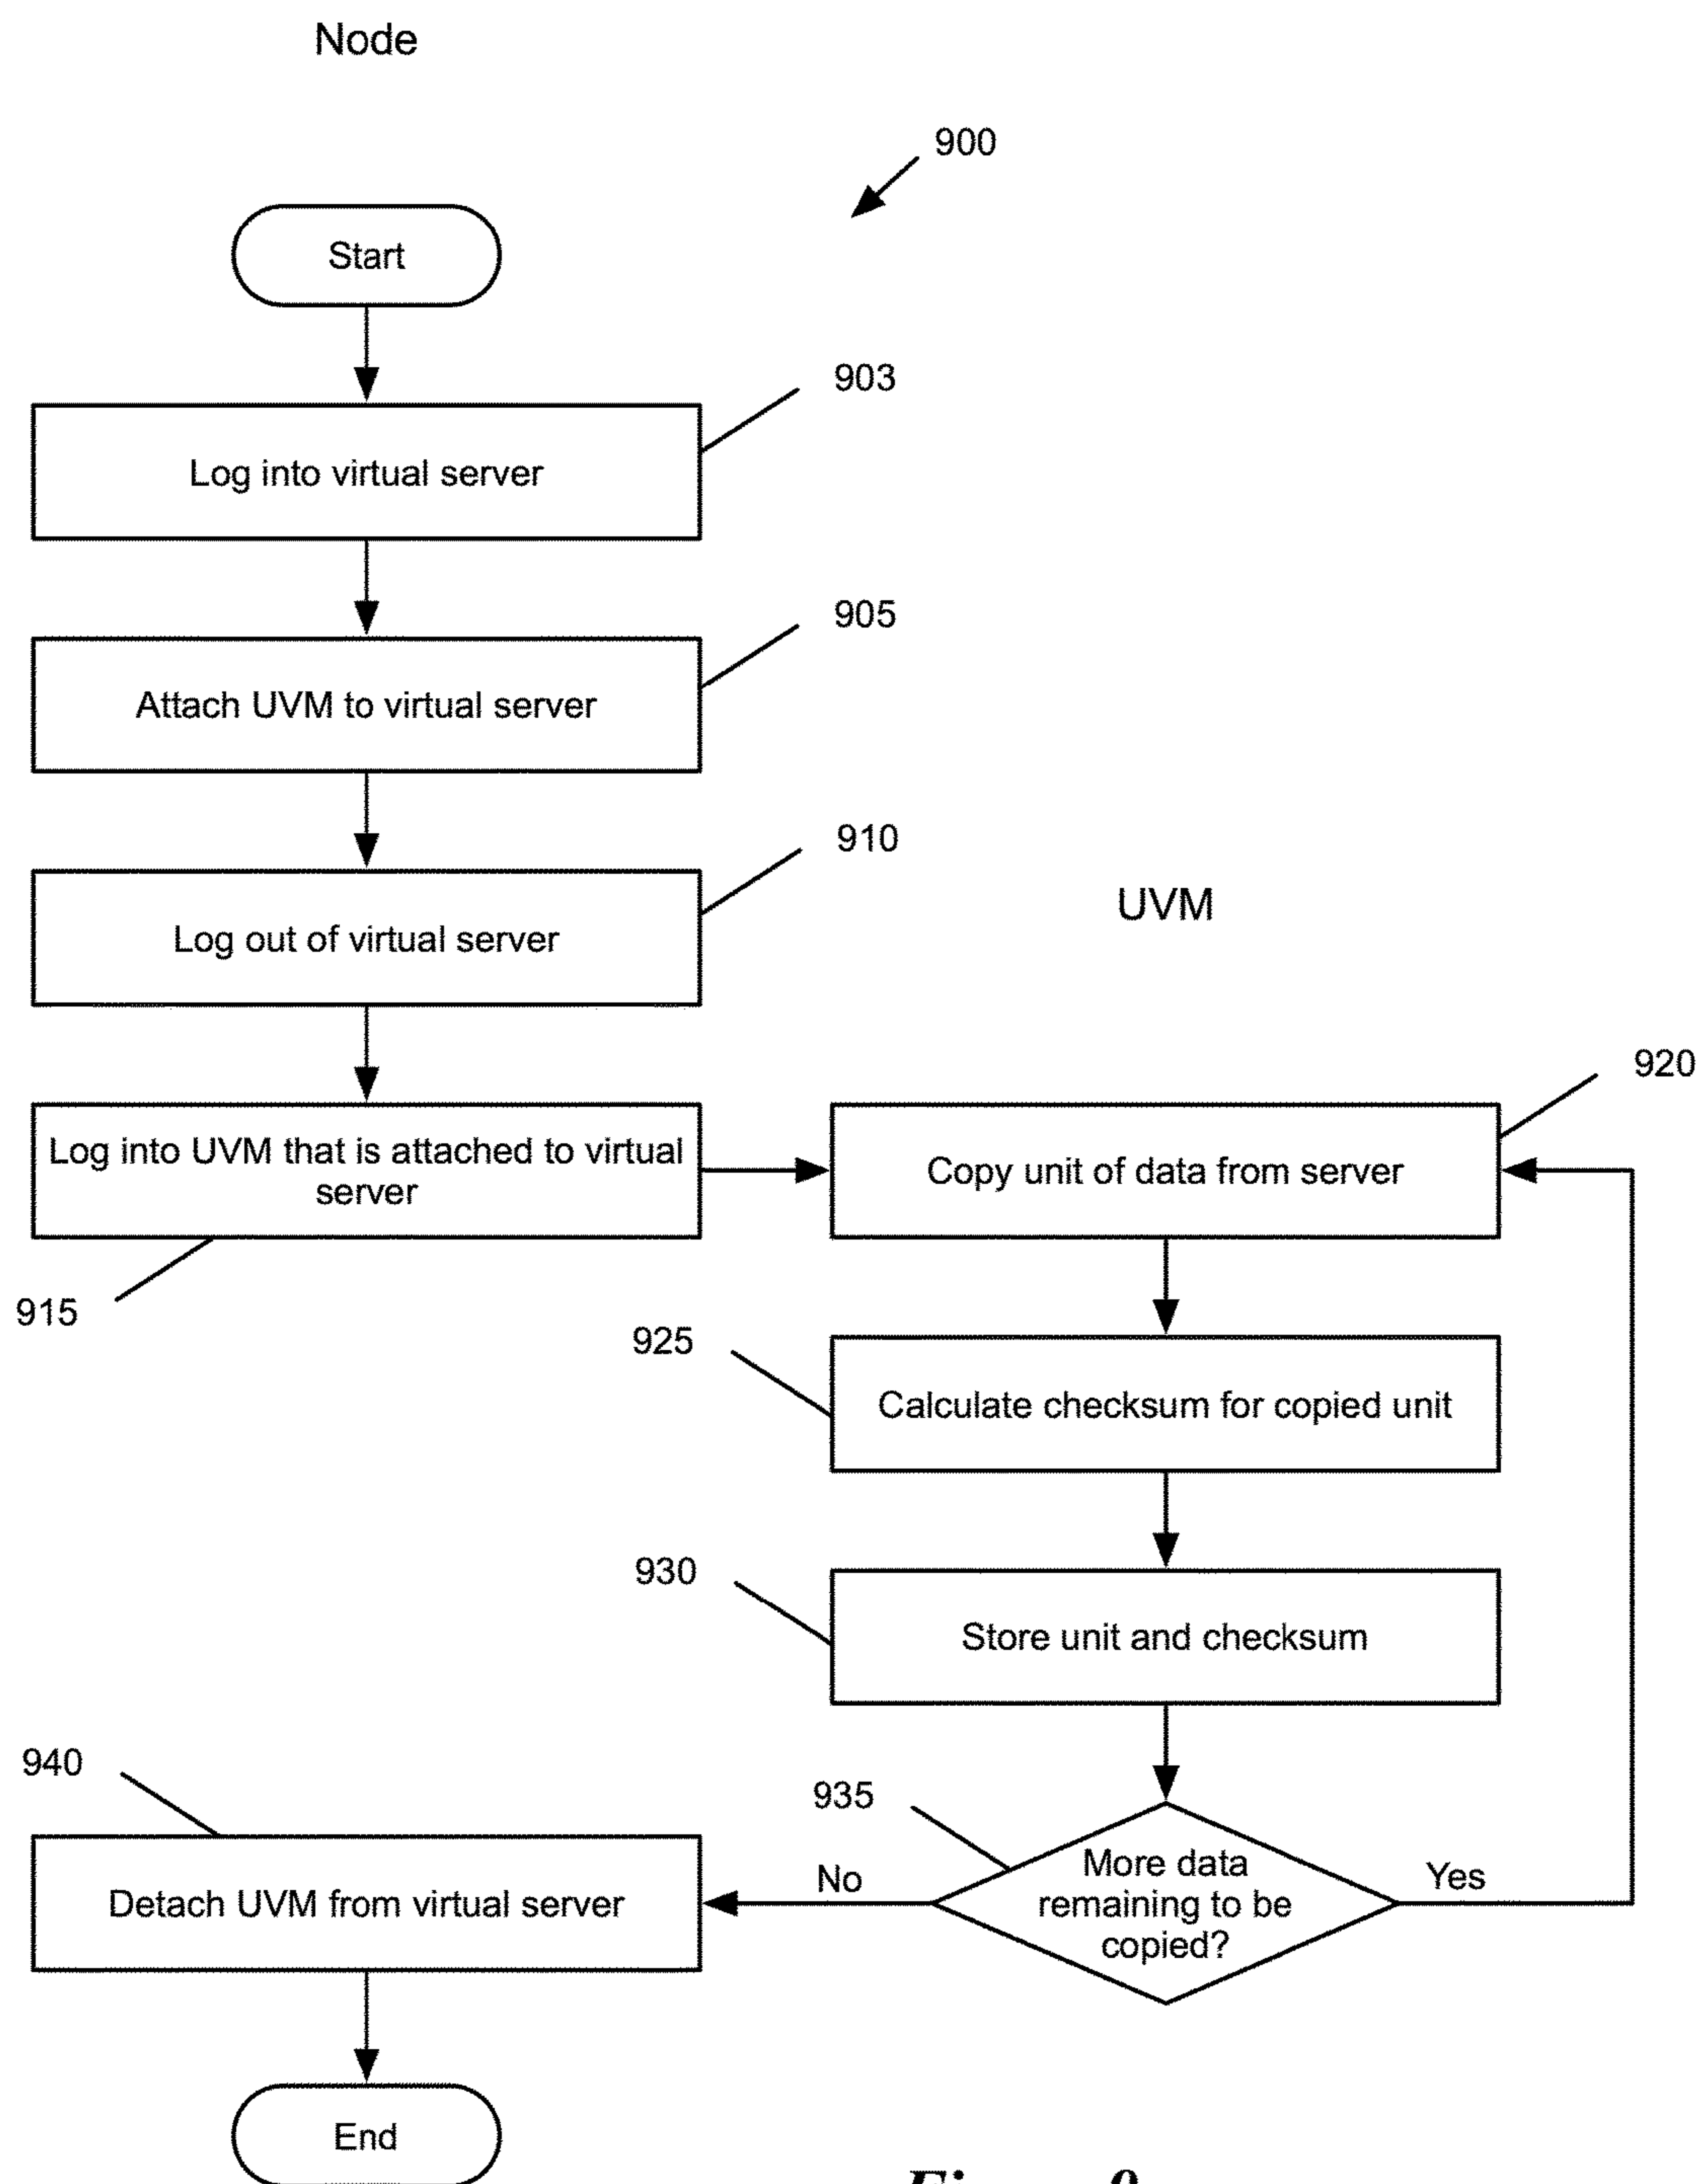 Node
900
Start
903
Log into virtual server
905
Attach UVM to virtual server
910
Log out of virtual server
UVM
920
Log into UVM that is attached to virtual
server
Copy unit of data from server
915
925
Calculate checksum for copied unit
930
Store unit and checksum
940
935
More data
remaining to be
copied?
No
Yes
Detach UVM from virtual server
End